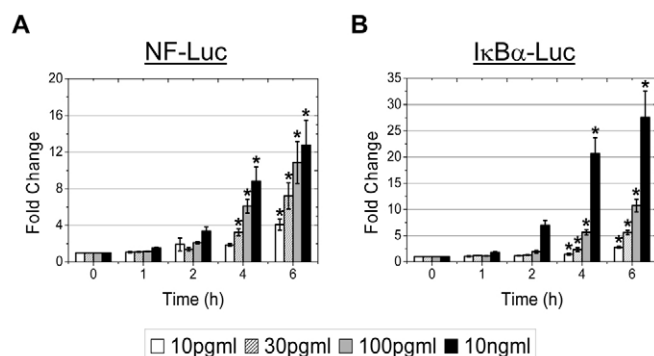 A
NF-Luc
Fold Change
20
16
12
8
4
0
* * * * * * *
0 1 2 4 6
Time (h)
B
IκBα-Luc
Fold Change
35
30
25
20
15
10
5
0
* * * * * * * *
0 1 2 4 6
Time (h)
10pgml 30pgml 100pgml 10ngml